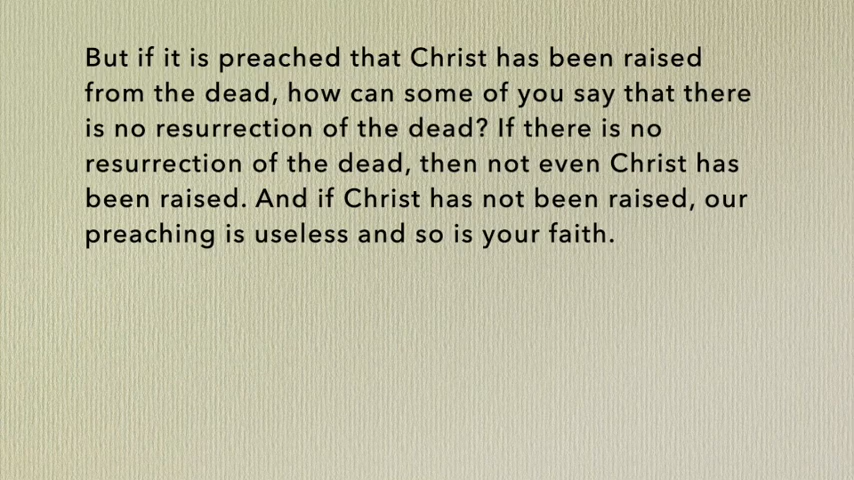 But if it is preached that Christ has been raised
from the dead, how can some of you say that there
is no resurrection of the dead? If there is no
resurrection of the dead, then not even Christ has
been raised. And if Christ has not been raised, our
preaching is useless and so is your faith.